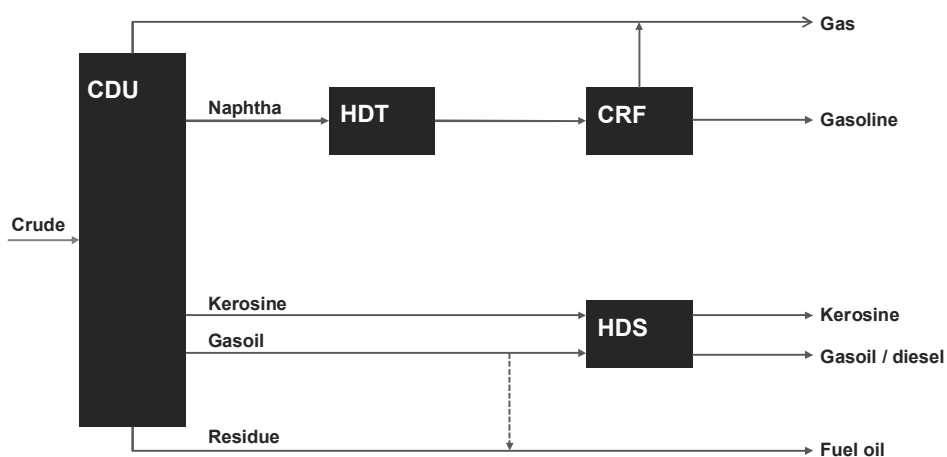 Gas
CDU
Naphtha
HDT
CRF
Gasoline
Crude
Kerosine
HDS
Kerosine
Gasoil
Gasoil / diesel
Residue
Fuel oil